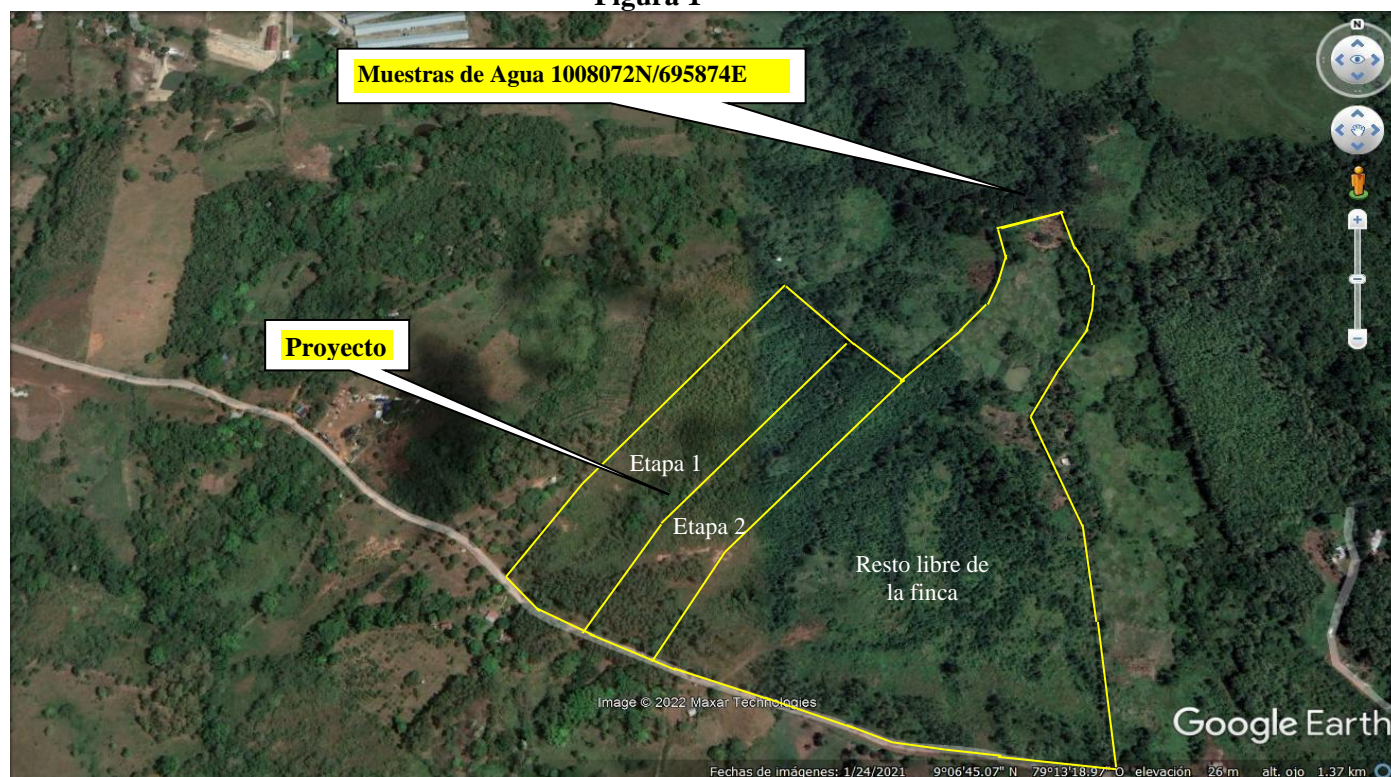 Figura 1
Muestras de Agua 1008072N/695874E
N
Proyecto
Etapa 1
Etapa 2
Resto libre de
la finca
Image © 2022 Maxar Technologies
Google Earth
Fechas de imágenes: 1/24/2021 9°06'45.07" N 79°13'18.97" O elevación 26 m alt. ojo 1.37 km